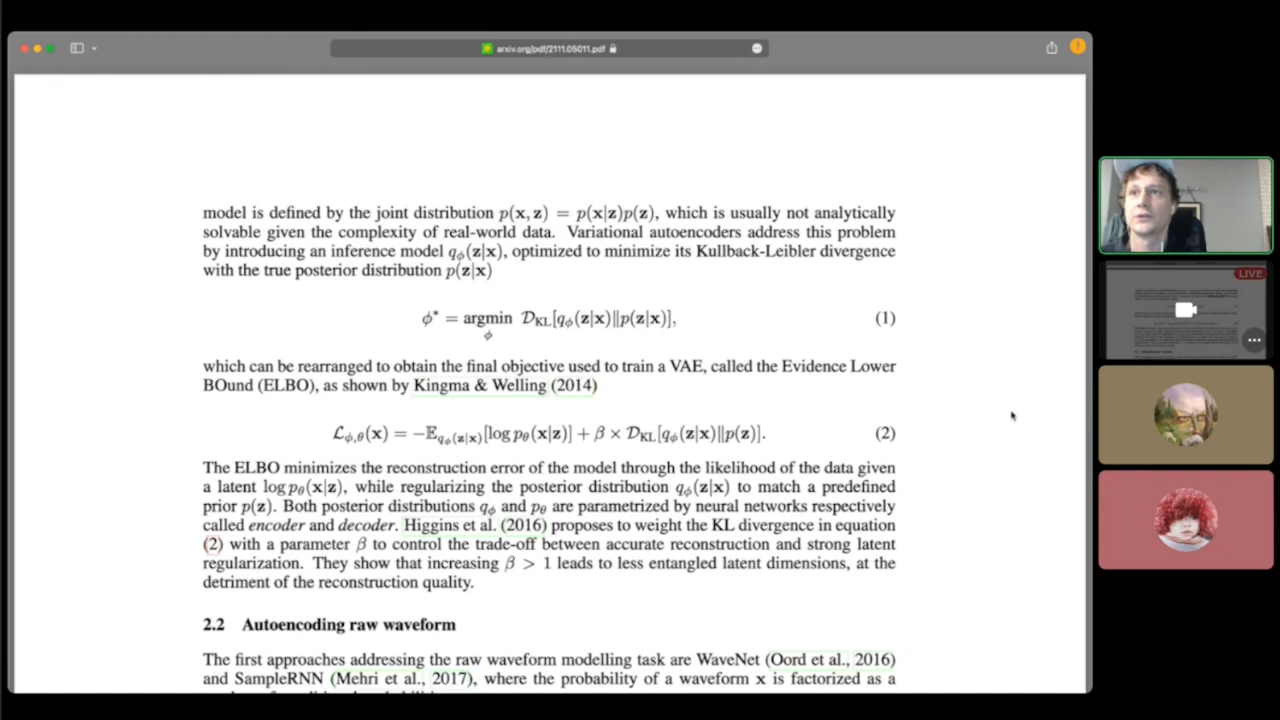 arxiv.org/pdf/2111.05011.pdf
model is defined by the joint distribution p(x, z) = p(x|z)p(z), which is usually not analytically
solvable given the complexity of real-world data. Variational autoencoders address this problem
by introducing an inference model qϕ(z|x), optimized to minimize its Kullback-Leibler divergence
with the true posterior distribution p(z|x)
ϕ* = argmin D_KL[qϕ(z|x)‖p(z|x)], (1)
ϕ
which can be rearranged to obtain the final objective used to train a VAE, called the Evidence Lower
BOund (ELBO), as shown by Kingma & Welling (2014)
ℒϕ,θ(x) = −𝔼qϕ(z|x)[log pθ(x|z)] + β × D_KL[qϕ(z|x)‖p(z)]. (2)
The ELBO minimizes the reconstruction error of the model through the likelihood of the data given
a latent log pθ(x|z), while regularizing the posterior distribution qϕ(z|x) to match a predefined
prior p(z). Both posterior distributions qϕ and pθ are parametrized by neural networks respectively
called encoder and decoder. Higgins et al. (2016) proposes to weight the KL divergence in equation
(2) with a parameter β to control the trade-off between accurate reconstruction and strong latent
regularization. They show that increasing β > 1 leads to less entangled latent dimensions, at the
detriment of the reconstruction quality.
2.2 Autoencoding raw waveform
The first approaches addressing the raw waveform modelling task are WaveNet (Oord et al., 2016)
and SampleRNN (Mehri et al., 2017), where the probability of a waveform x is factorized as a
LIVE